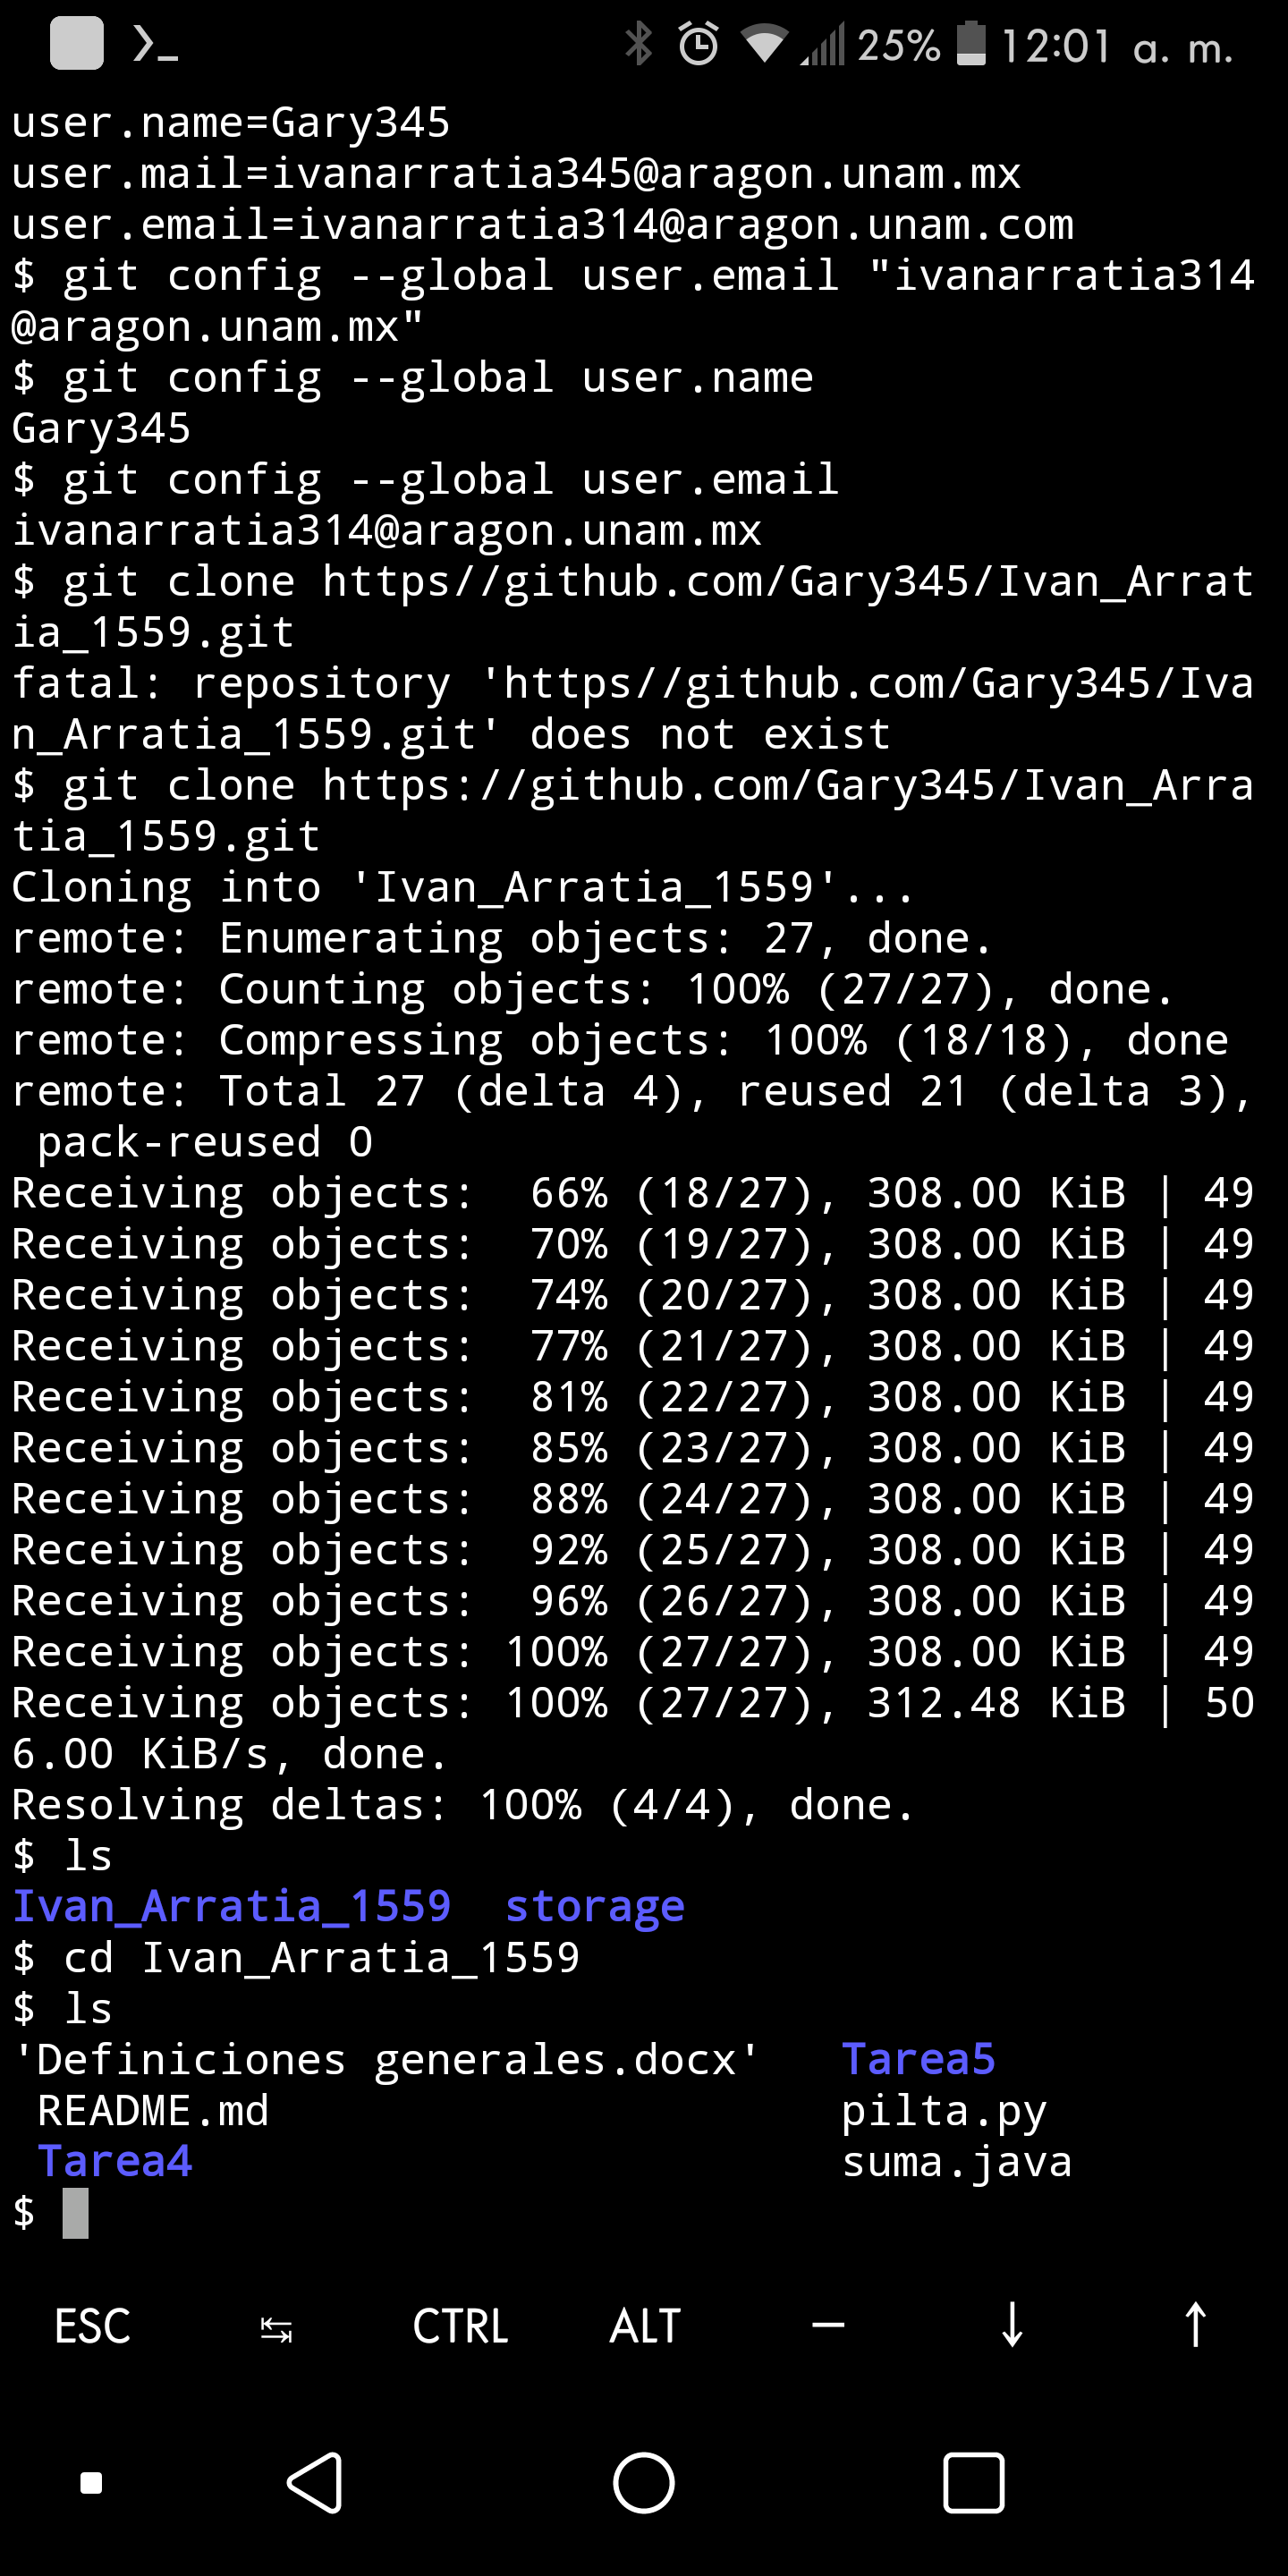 25% 12:01 a. m.
user.name=Gary345
user.mail=ivanarratia345@aragon.unam.mx
user.email=ivanarratia314@aragon.unam.com
$ git config --global user.email "ivanarratia314
@aragon.unam.mx"
$ git config --global user.name
Gary345
$ git config --global user.email
ivanarratia314@aragon.unam.mx
$ git clone https//github.com/Gary345/Ivan_Arrat
ia_1559.git
fatal: repository 'https//github.com/Gary345/Iva
n_Arratia_1559.git' does not exist
$ git clone https://github.com/Gary345/Ivan_Arra
tia_1559.git
Cloning into 'Ivan_Arratia_1559'...
remote: Enumerating objects: 27, done.
remote: Counting objects: 100% (27/27), done.
remote: Compressing objects: 100% (18/18), done
remote: Total 27 (delta 4), reused 21 (delta 3),
 pack-reused 0
Receiving objects:  66% (18/27), 308.00 KiB | 49
Receiving objects:  70% (19/27), 308.00 KiB | 49
Receiving objects:  74% (20/27), 308.00 KiB | 49
Receiving objects:  77% (21/27), 308.00 KiB | 49
Receiving objects:  81% (22/27), 308.00 KiB | 49
Receiving objects:  85% (23/27), 308.00 KiB | 49
Receiving objects:  88% (24/27), 308.00 KiB | 49
Receiving objects:  92% (25/27), 308.00 KiB | 49
Receiving objects:  96% (26/27), 308.00 KiB | 49
Receiving objects: 100% (27/27), 308.00 KiB | 49
Receiving objects: 100% (27/27), 312.48 KiB | 50
6.00 KiB/s, done.
Resolving deltas: 100% (4/4), done.
$ ls
Ivan_Arratia_1559  storage
$ cd Ivan_Arratia_1559
$ ls
'Definiciones generales.docx'   Tarea5
 README.md                      pilta.py
 Tarea4                         suma.java
$
ESC ↹ CTRL ALT − ↓ ↑